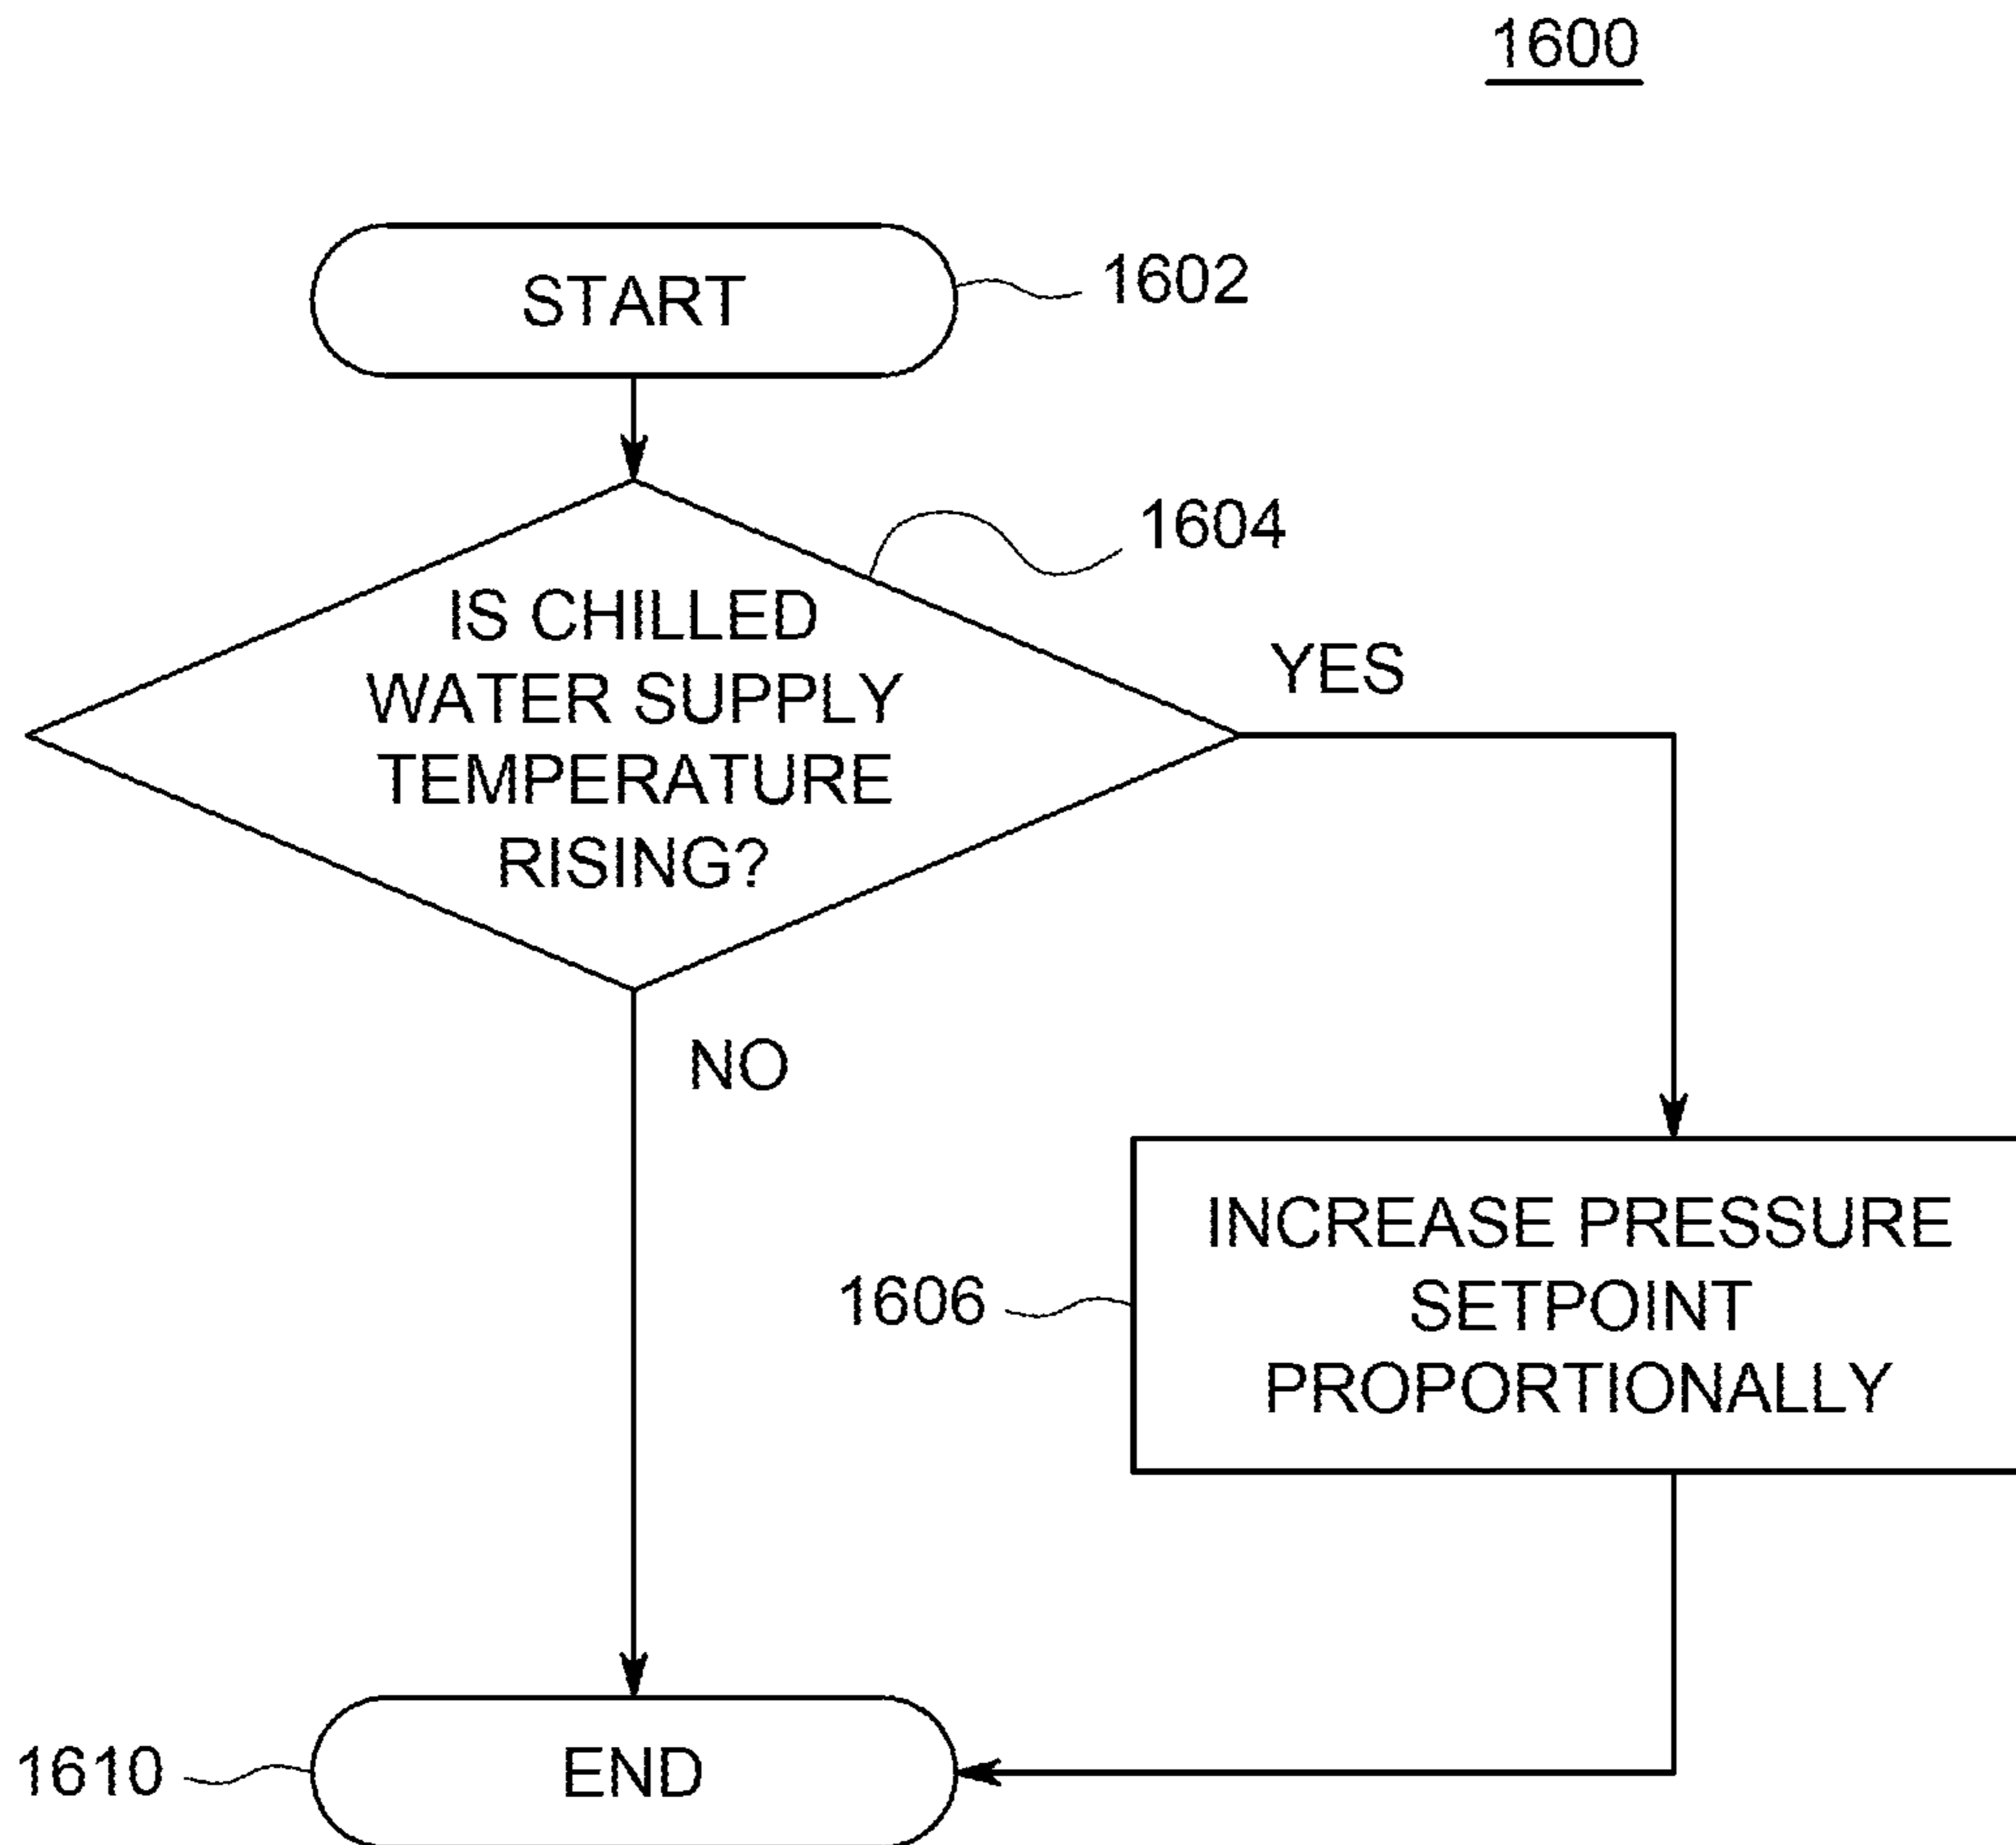 1600
START
1602
1604
IS CHILLED
WATER SUPPLY
TEMPERATURE
RISING?
YES
NO
INCREASE PRESSURE
SETPOINT
PROPORTIONALLY
1606
1610
END